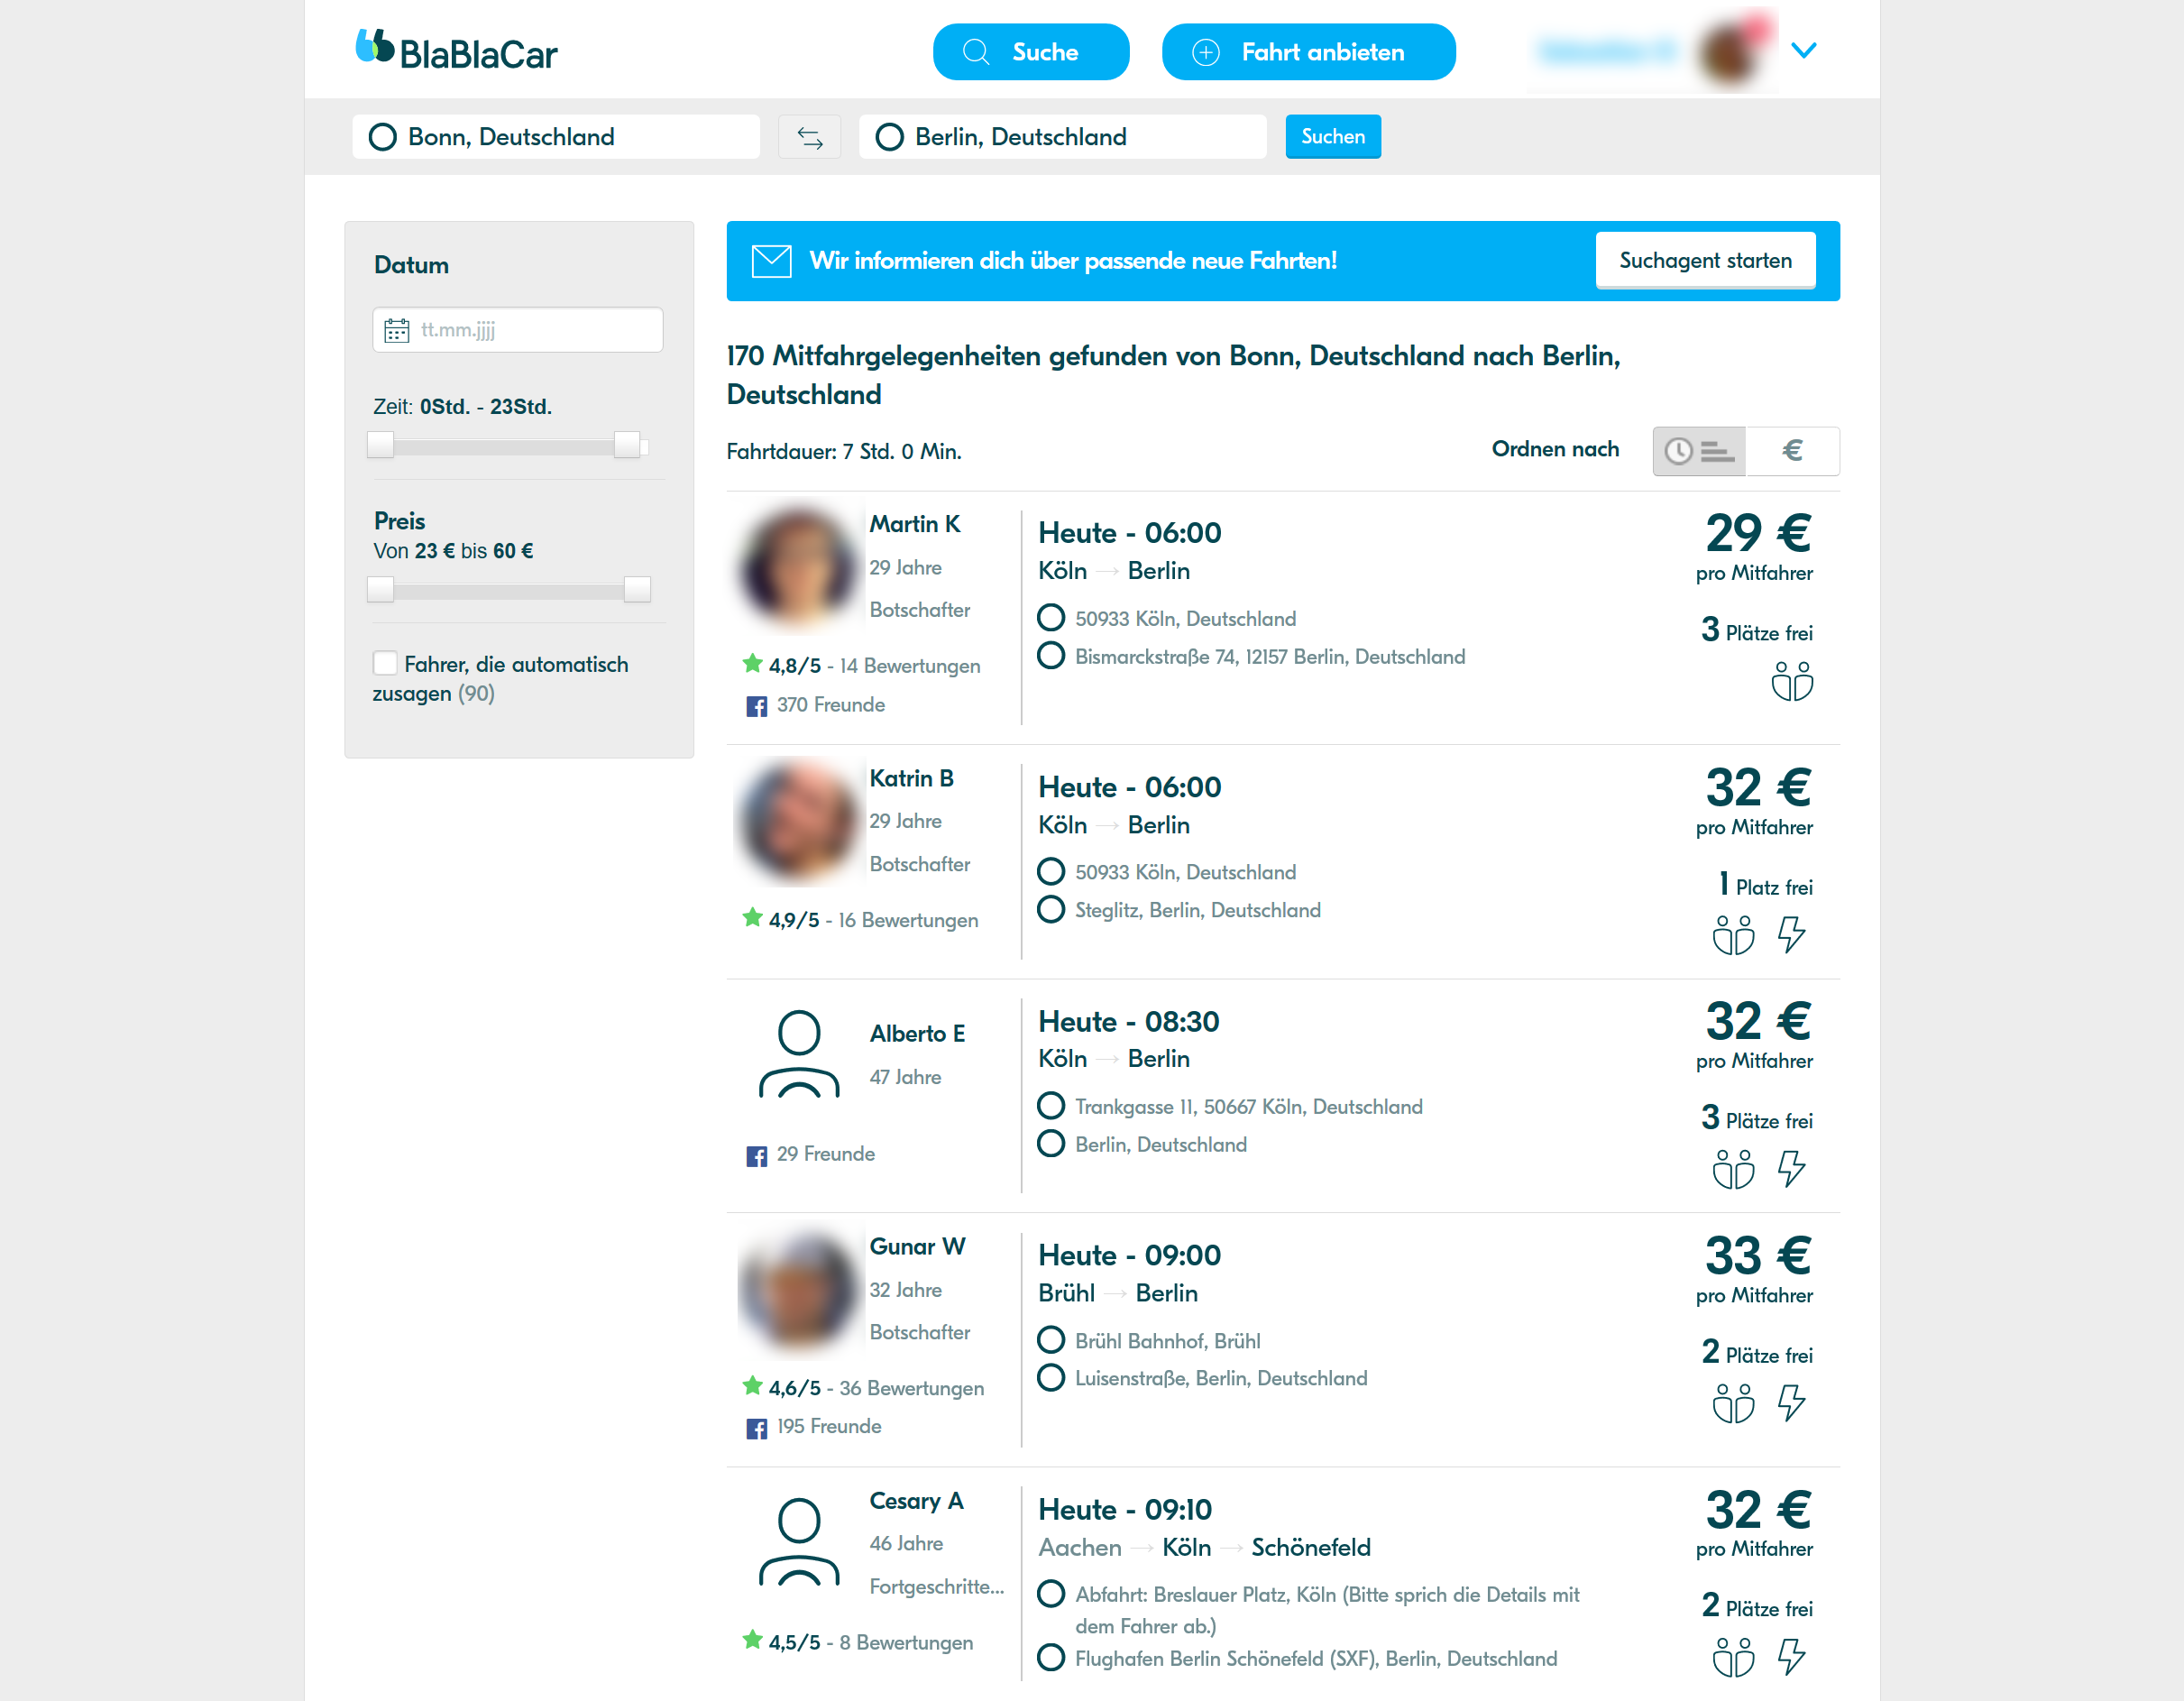 BlaBlaCar
Suche
Fahrt anbieten
Bonn, Deutschland
Berlin, Deutschland
Suchen
Datum
tt.mm.jjjj
Zeit: 0Std. - 23Std.
Preis
Von 23 € bis 60 €
Fahrer, die automatisch
zusagen (90)
Wir informieren dich über passende neue Fahrten!
Suchagent starten
170 Mitfahrgelegenheiten gefunden von Bonn, Deutschland nach Berlin,
Deutschland
Fahrtdauer: 7 Std. 0 Min.
Ordnen nach
€
Martin K
29 Jahre
Botschafter
4,8/5 - 14 Bewertungen
370 Freunde
Heute - 06:00
Köln → Berlin
50933 Köln, Deutschland
Bismarckstraße 74, 12157 Berlin, Deutschland
29 €
pro Mitfahrer
3 Plätze frei
Katrin B
29 Jahre
Botschafter
4,9/5 - 16 Bewertungen
Heute - 06:00
Köln → Berlin
50933 Köln, Deutschland
Steglitz, Berlin, Deutschland
32 €
pro Mitfahrer
1 Platz frei
Alberto E
47 Jahre
29 Freunde
Heute - 08:30
Köln → Berlin
Trankgasse 11, 50667 Köln, Deutschland
Berlin, Deutschland
32 €
pro Mitfahrer
3 Plätze frei
Gunar W
32 Jahre
Botschafter
4,6/5 - 36 Bewertungen
195 Freunde
Heute - 09:00
Brühl → Berlin
Brühl Bahnhof, Brühl
Luisenstraße, Berlin, Deutschland
33 €
pro Mitfahrer
2 Plätze frei
Cesary A
46 Jahre
Fortgeschritte...
4,5/5 - 8 Bewertungen
Heute - 09:10
Aachen → Köln → Schönefeld
Abfahrt: Breslauer Platz, Köln (Bitte sprich die Details mit
dem Fahrer ab.)
Flughafen Berlin Schönefeld (SXF), Berlin, Deutschland
32 €
pro Mitfahrer
2 Plätze frei